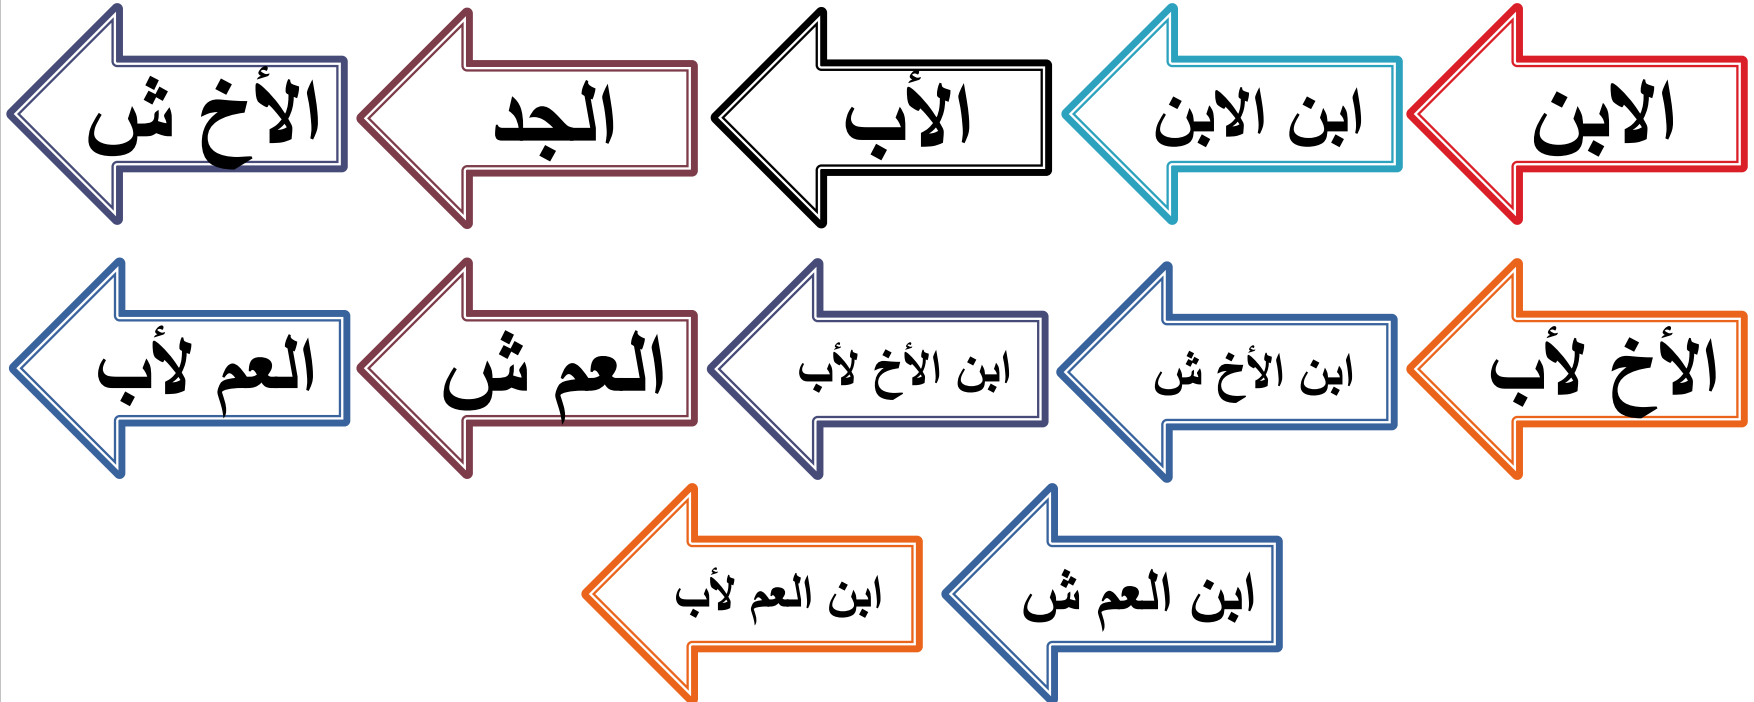 الابن
ابن الابن
الأب
الجد
الأخ ش
الأخ لأب
ابن الأخ ش
ابن الأخ لأب
العم ش
العم لأب
ابن العم ش
ابن العم لأب